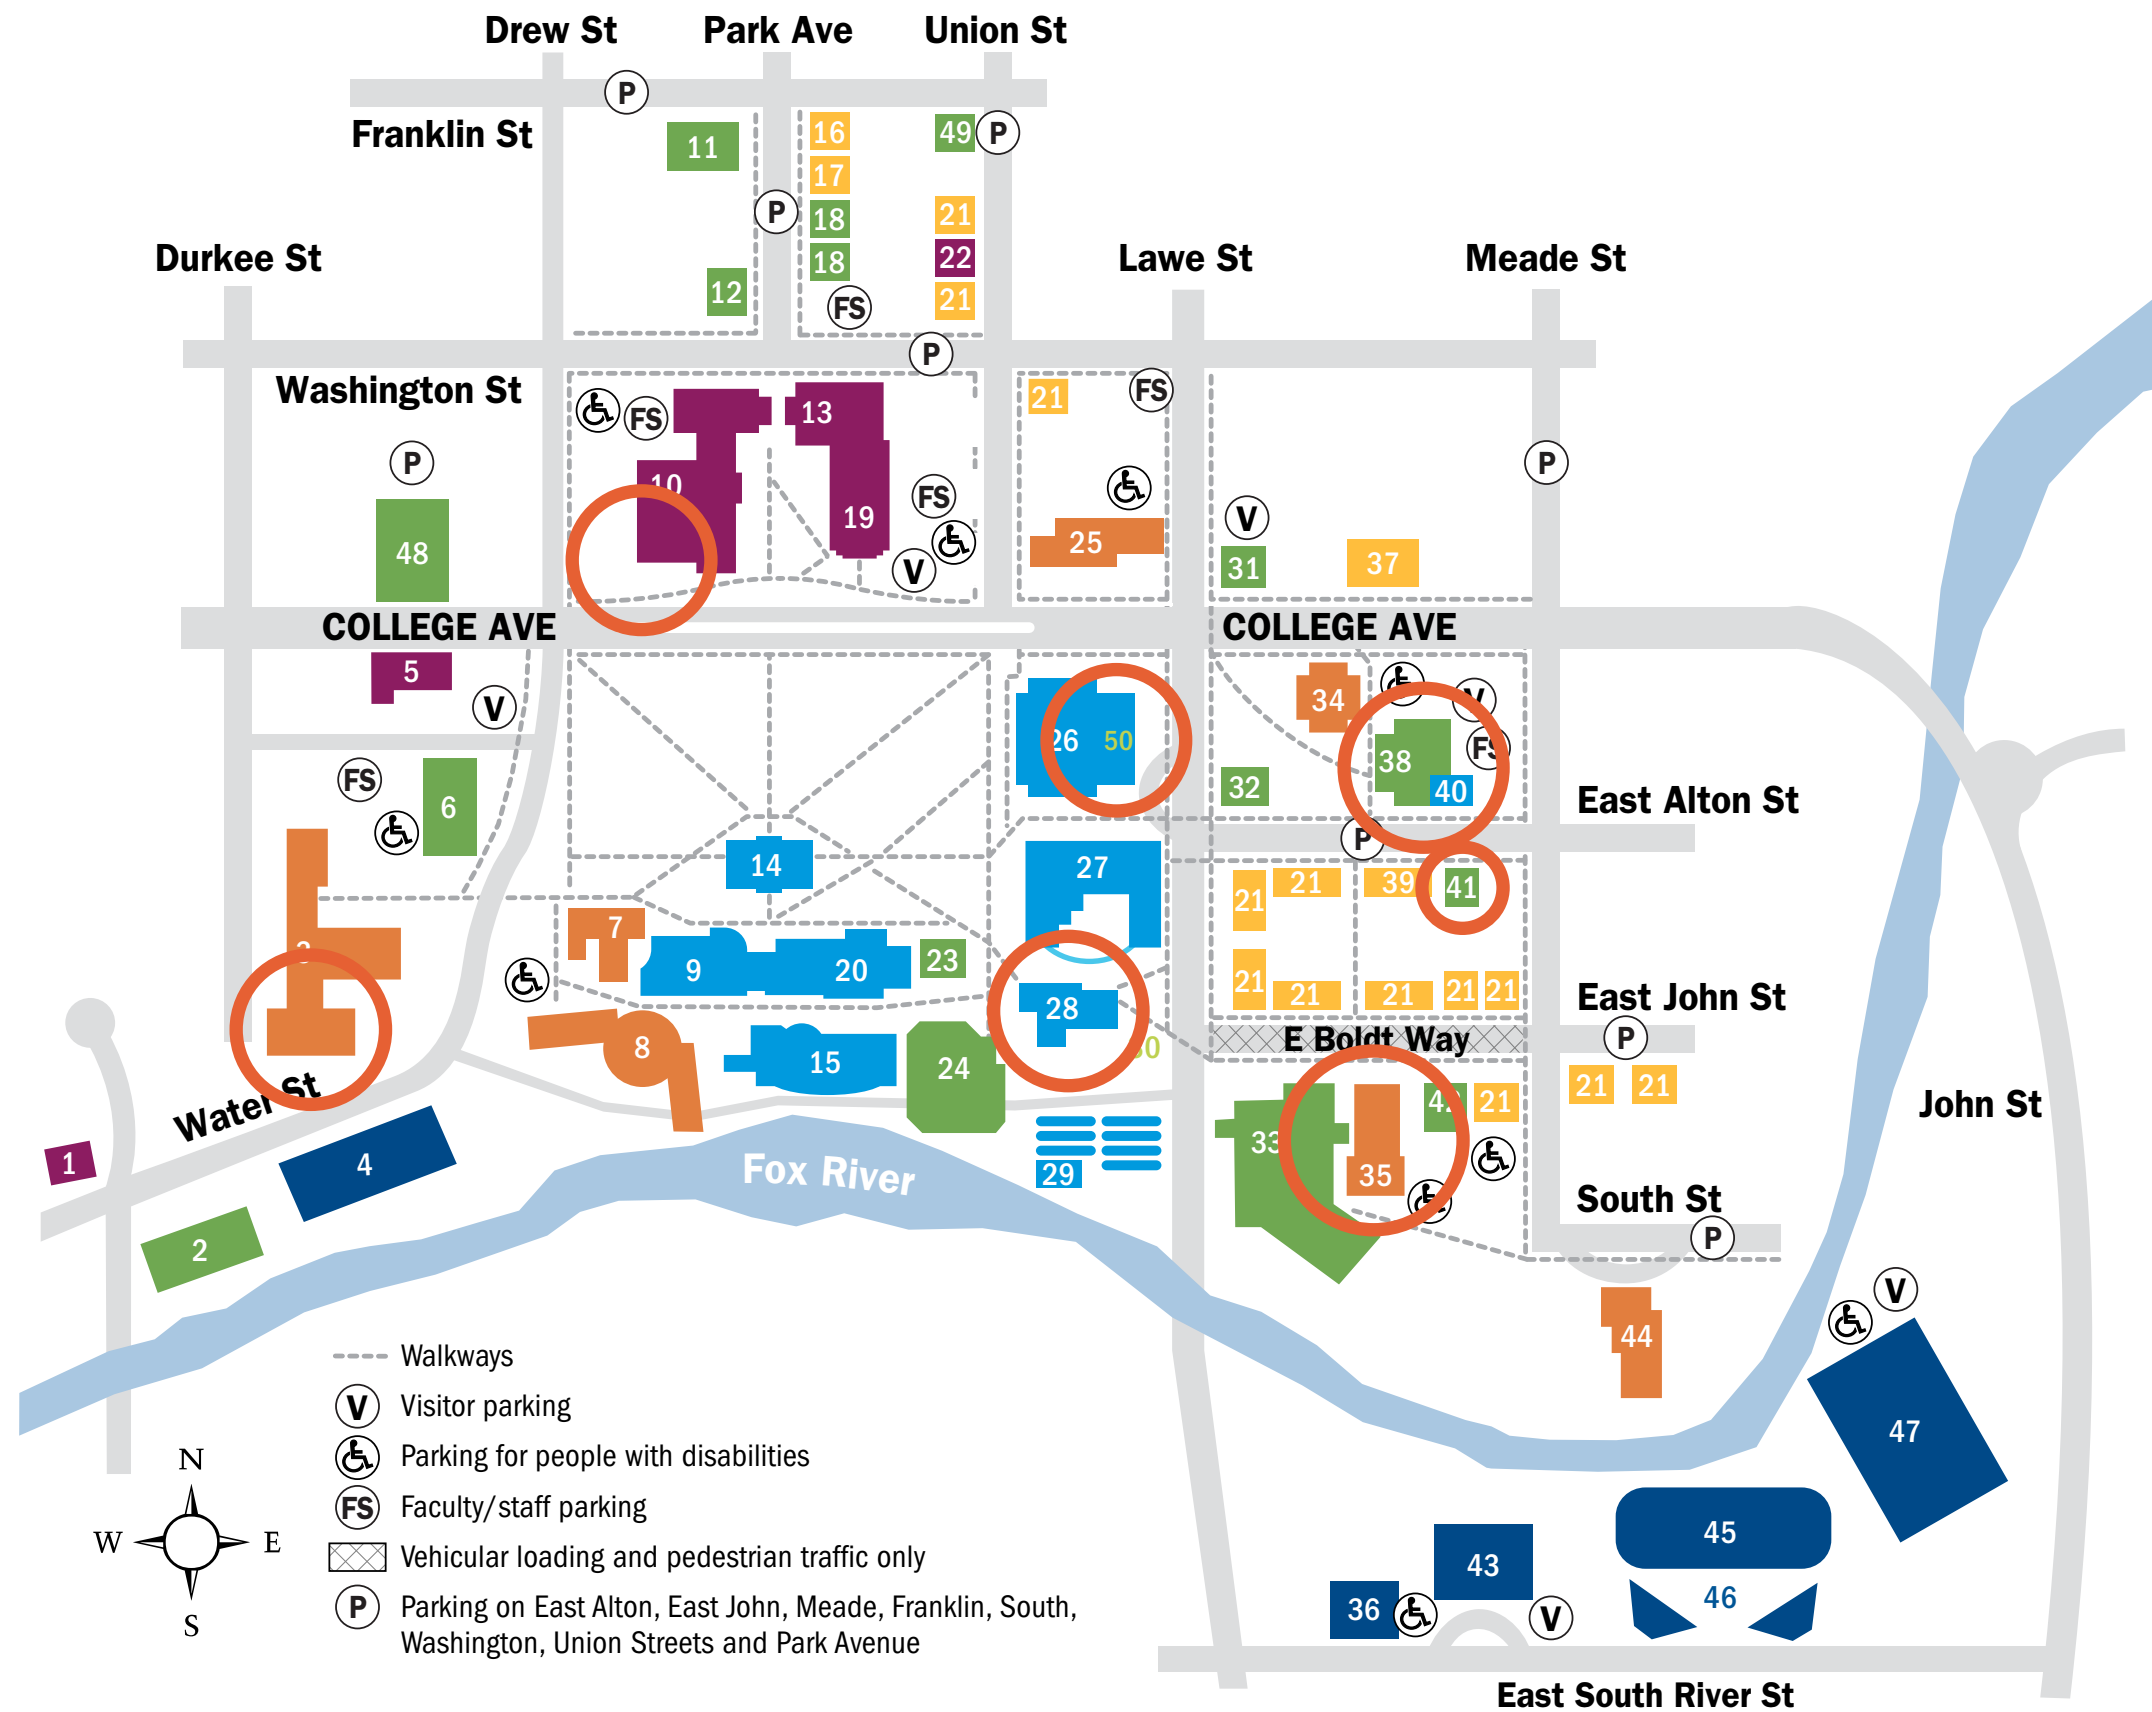 Drew St
Park Ave
Union St
P
Franklin St
11
16
49
P
17
P
18
21
18
22
12
21
FS
Durkee St
Lawe St
Meade St
P
Washington St
FS
13
21
FS
P
P
10
19
FS
V
48
25
V
31
37
COLLEGE AVE
COLLEGE AVE
5
V
34
V
26
50
38
FS
FS
6
32
40
East Alton St
P
14
27
21
21
39
41
7
9
20
23
21
21
21
21
21
East John St
28
E Boldt Way
P
8
15
24
33
42
21
21
21
Water St
John St
1
4
Fox River
29
35
South St
P
2
44
V
47
Walkways
V
Visitor parking
Parking for people with disabilities
FS
Faculty/staff parking
Vehicular loading and pedestrian traffic only
P
Parking on East Alton, East John, Meade, Franklin, South,
Washington, Union Streets and Park Avenue
N
W
E
S
45
43
46
36
V
East South River St